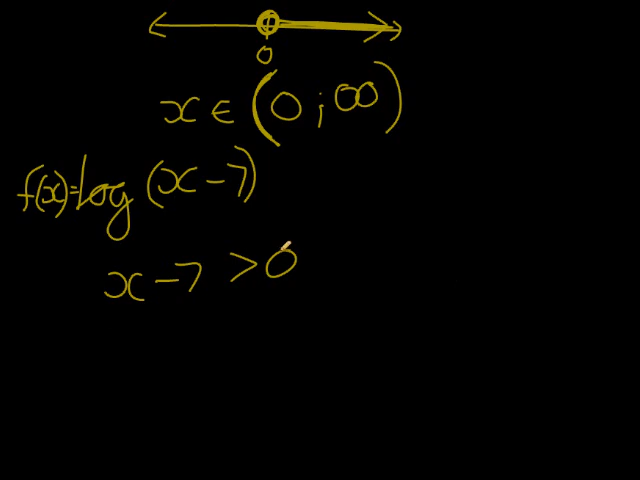 0
x ∈ (0 ; ∞)
f(x)=log (x - 7)
x - 7 > 0